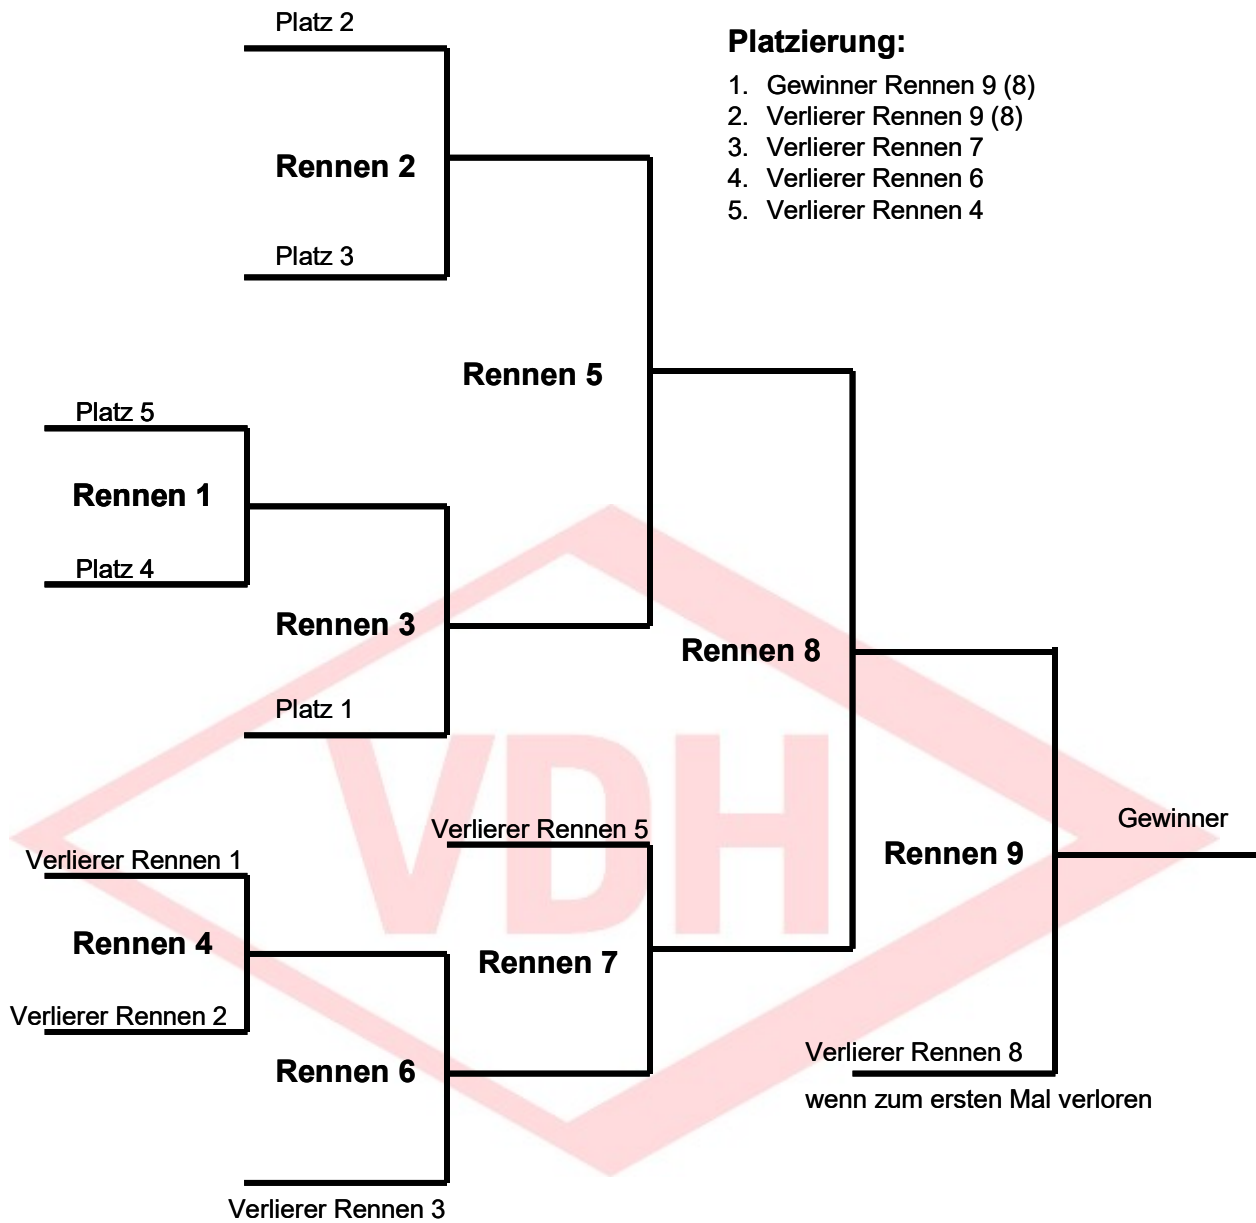 Platz 2
Platzierung:
1. Gewinner Rennen 9 (8)
2. Verlierer Rennen 9 (8)
3. Verlierer Rennen 7
4. Verlierer Rennen 6
5. Verlierer Rennen 4
Rennen 2
Platz 3
Rennen 5
Platz 5
Rennen 1
Platz 4
Rennen 3
Rennen 8
Platz 1
VDH
Gewinner
Verlierer Rennen 5
Rennen 9
Verlierer Rennen 1
Rennen 4
Rennen 7
Verlierer Rennen 2
Verlierer Rennen 8
Rennen 6
wenn zum ersten Mal verloren
Verlierer Rennen 3